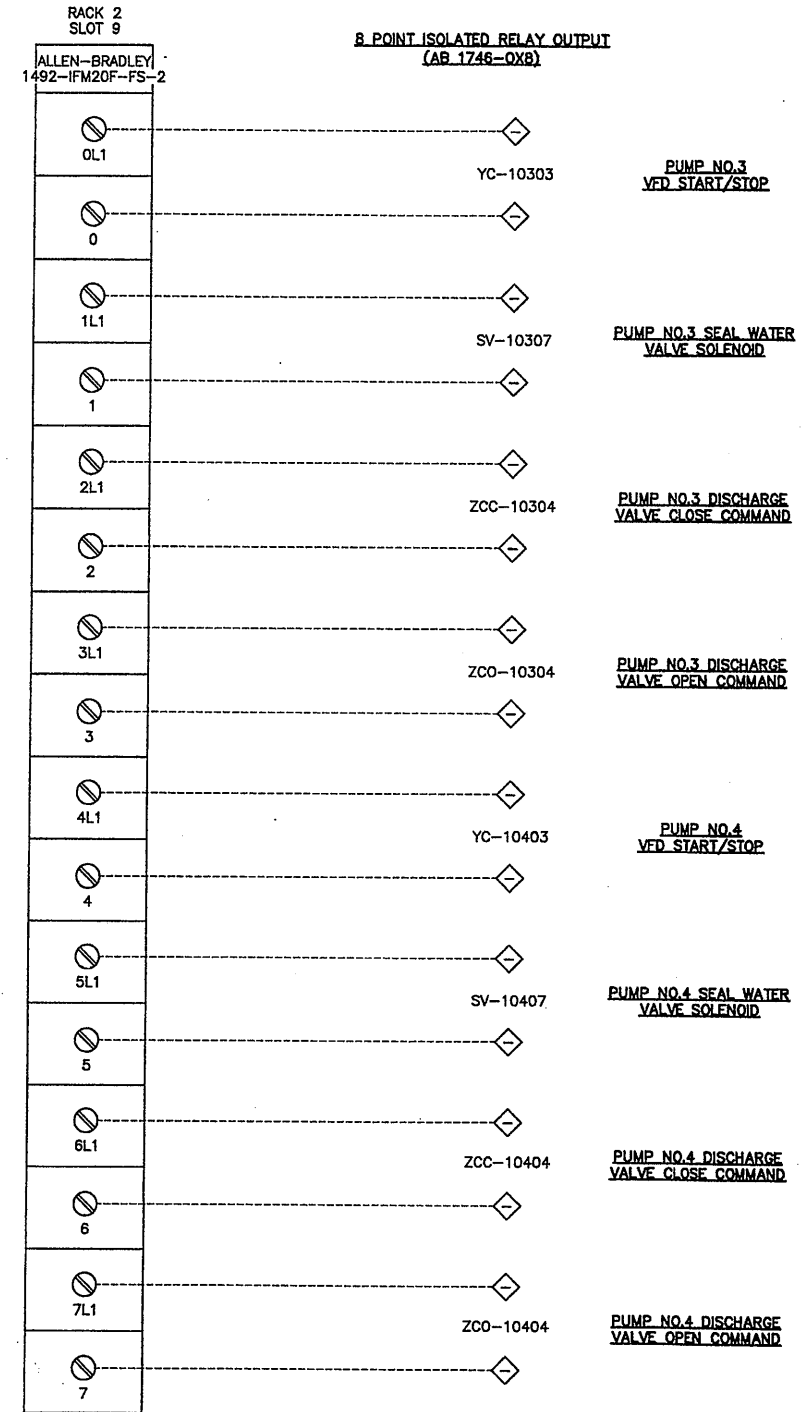 RACK 2
SLOT 9
8 POINT ISOLATED RELAY OUTPUT
(AB 1746-OX8)
ALLEN-BRADLEY
1492-IFM20F-FS-2
0L1
YC-10303
PUMP NO.3
VFD START/STOP
0
1L1
SV-10307
PUMP NO.3 SEAL WATER
VALVE SOLENOID
1
2L1
ZCC-10304
PUMP NO.3 DISCHARGE
VALVE CLOSE COMMAND
2
3L1
ZCO-10304
PUMP NO.3 DISCHARGE
VALVE OPEN COMMAND
3
4L1
YC-10403
PUMP NO.4
VFD START/STOP
4
5L1
SV-10407
PUMP NO.4 SEAL WATER
VALVE SOLENOID
5
6L1
ZCC-10404
PUMP NO.4 DISCHARGE
VALVE CLOSE COMMAND
6
7L1
ZCO-10404
PUMP NO.4 DISCHARGE
VALVE OPEN COMMAND
7